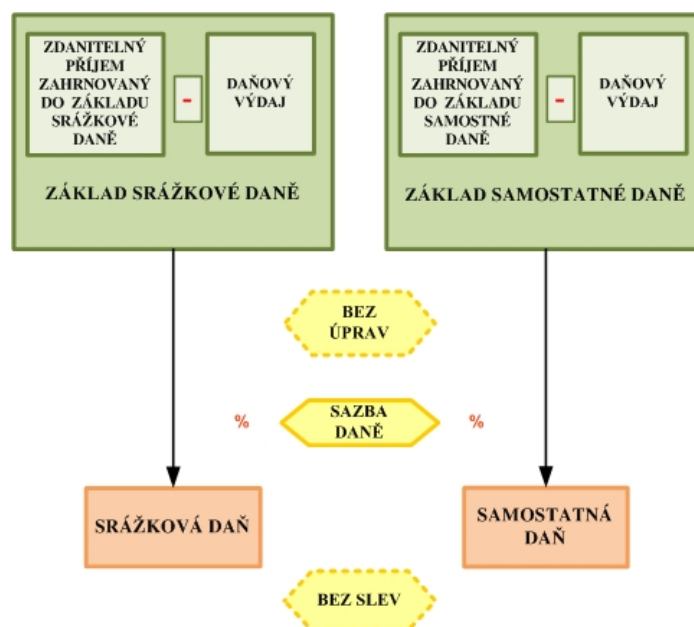 ZDANITELNÝ
PŘÍJEM
ZAHRNOVANÝ
DO ZÁKLADU
SRÁŽKOVÉ
DANĚ
-
DAŇOVÝ
VÝDAJ
ZÁKLAD SRÁŽKOVÉ DANĚ
ZDANITELNÝ
PŘÍJEM
ZAHRNOVANÝ
DO ZÁKLADU
SAMOSTNÉ
DANĚ
-
DAŇOVÝ
VÝDAJ
ZÁKLAD SAMOSTATNÉ DANĚ
BEZ
ÚPRAV
%
SAZBA
DANĚ
%
SRÁŽKOVÁ DAŇ
SAMOSTATNÁ
DAŇ
BEZ SLEV